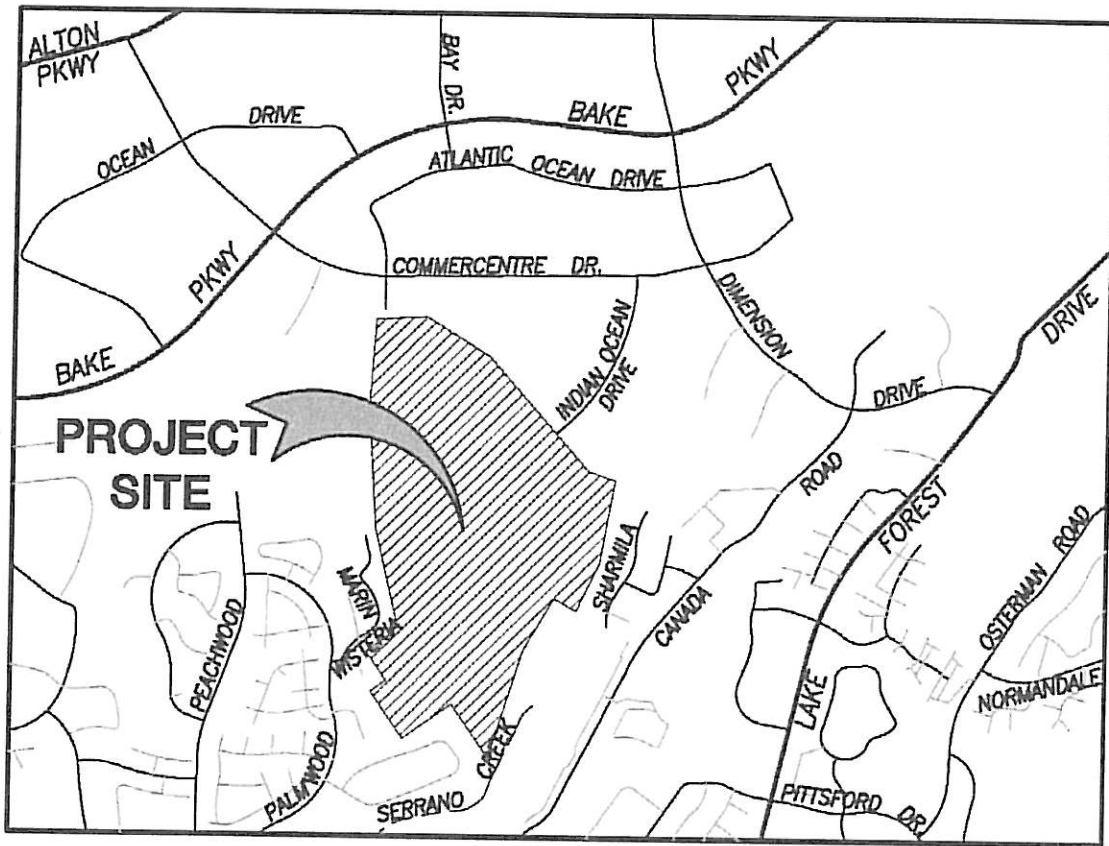 ALTON
PKWY
BAY DR.
PKWY
BAKE
OCEAN DRIVE
ATLANTIC OCEAN DRIVE
PKWY
COMMERCENTRE DR.
DIMENSION DRIVE
DRIVE
INDIAN OCEAN
DRIVE
BAKE
PROJECT
SITE
ROAD
FOREST
SHARMILA
OSTERMAN ROAD
MARIN
CANADA
WISTERIA
PEACHWOOD
NORMANDALE
LAKE
PALMWOOD
CREEK
SERRANO
PITTSFORD DR.